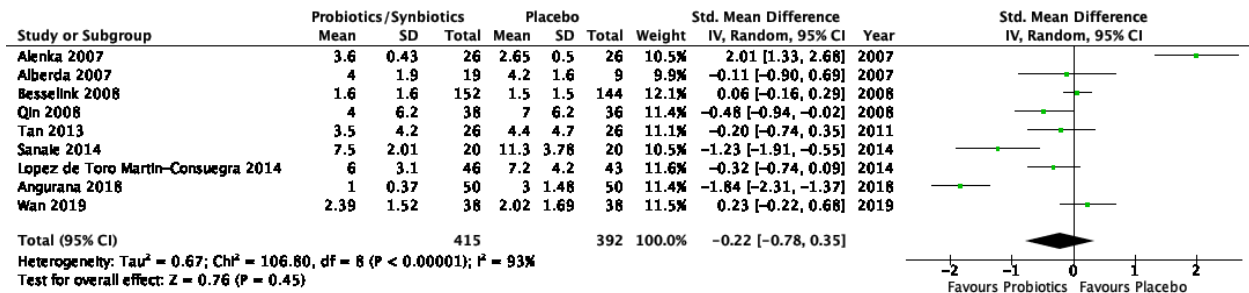 Probiotics/Synbiotics Placebo Std. Mean Difference Std. Mean Difference
Study or Subgroup Mean SD Total Mean SD Total Weight IV, Random, 95% CI Year IV, Random, 95% CI
Alenka 2007 3.6 0.43 26 2.65 0.5 26 10.5% 2.01 [1.33, 2.68] 2007
Alberda 2007 4 1.9 19 4.2 1.6 9 9.9% −0.11 [−0.90, 0.69] 2007
Besselink 2008 1.6 1.6 152 1.5 1.5 144 12.1% 0.06 [−0.16, 0.29] 2008
Qin 2008 4 6.2 38 7 6.2 36 11.4% −0.48 [−0.94, −0.02] 2008
Tan 2013 3.5 4.2 26 4.4 4.7 26 11.1% −0.20 [−0.74, 0.35] 2011
Sanaie 2014 7.5 2.01 20 11.3 3.78 20 10.5% −1.23 [−1.91, −0.55] 2014
Lopez de Toro Martin−Consuegra 2014 6 3.1 46 7.2 4.2 43 11.6% −0.32 [−0.74, 0.09] 2014
Angurana 2018 1 0.37 50 3 1.48 50 11.4% −1.84 [−2.31, −1.37] 2018
Wan 2019 2.39 1.52 38 2.02 1.69 38 11.5% 0.23 [−0.22, 0.68] 2019
Total (95% CI) 415 392 100.0% −0.22 [−0.78, 0.35]
Heterogeneity: Tau² = 0.67; Chi² = 106.80, df = 8 (P < 0.00001); I² = 93%
Test for overall effect: Z = 0.76 (P = 0.45)
−2 −1 0 1 2
Favours Probiotics Favours Placebo